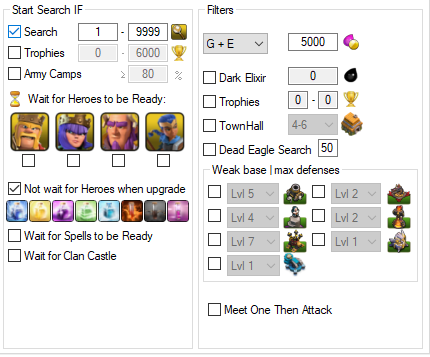 Start Search IF
Search 1 - 9999
Trophies 0 - 6000
Army Camps ≥ 80 %
Wait for Heroes to be Ready:
Not wait for Heroes when upgrade
Wait for Spells to be Ready
Wait for Clan Castle
Filters
G + E 5000
Dark Elixir 0
Trophies 0 - 0
TownHall 4-6
Dead Eagle Search 50
Weak base | max defenses
Lvl 5 Lvl 2
Lvl 4 Lvl 2
Lvl 7 Lvl 1
Lvl 1
Meet One Then Attack